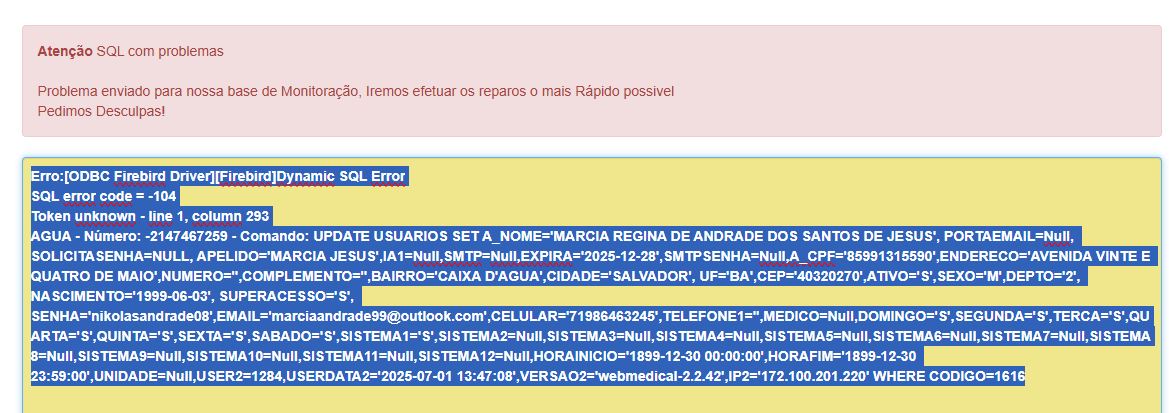 Atenção SQL com problemas
Problema enviado para nossa base de Monitoração, Iremos efetuar os reparos o mais Rápido possivel
Pedimos Desculpas!
Erro:[ODBC Firebird Driver][Firebird]Dynamic SQL Error
SQL error code = -104
Token unknown - line 1, column 293
AGUA - Número: -2147467259 - Comando: UPDATE USUARIOS SET A_NOME='MARCIA REGINA DE ANDRADE DOS SANTOS DE JESUS', PORTAEMAIL=Null,
SOLICITASENHA=NULL, APELIDO='MARCIA JESUS',IA1=Null,SMTP=Null,EXPIRA='2025-12-28',SMTPSENHA=Null,A_CPF='85991315590',ENDERECO='AVENIDA VINTE E
QUATRO DE MAIO',NUMERO='',COMPLEMENTO='',BAIRRO='CAIXA D'AGUA',CIDADE='SALVADOR', UF='BA',CEP='40320270',ATIVO='S',SEXO='M',DEPTO='2',
NASCIMENTO='1999-06-03', SUPERACESSO='S',
SENHA='nikolasandrade08',EMAIL='marciaandrade99@outlook.com',CELULAR='71986463245',TELEFONE1='',MEDICO=Null,DOMINGO='S',SEGUNDA='S',TERCA='S',QU
ARTA='S',QUINTA='S',SEXTA='S',SABADO='S',SISTEMA1='S',SISTEMA2=Null,SISTEMA3=Null,SISTEMA4=Null,SISTEMA5=Null,SISTEMA6=Null,SISTEMA7=Null,SISTEMA
8=Null,SISTEMA9=Null,SISTEMA10=Null,SISTEMA11=Null,SISTEMA12=Null,HORAINICIO='1899-12-30 00:00:00',HORAFIM='1899-12-30
23:59:00',UNIDADE=Null,USER2=1284,USERDATA2='2025-07-01 13:47:08',VERSAO2='webmedical-2.2.42',IP2='172.100.201.220' WHERE CODIGO=1616